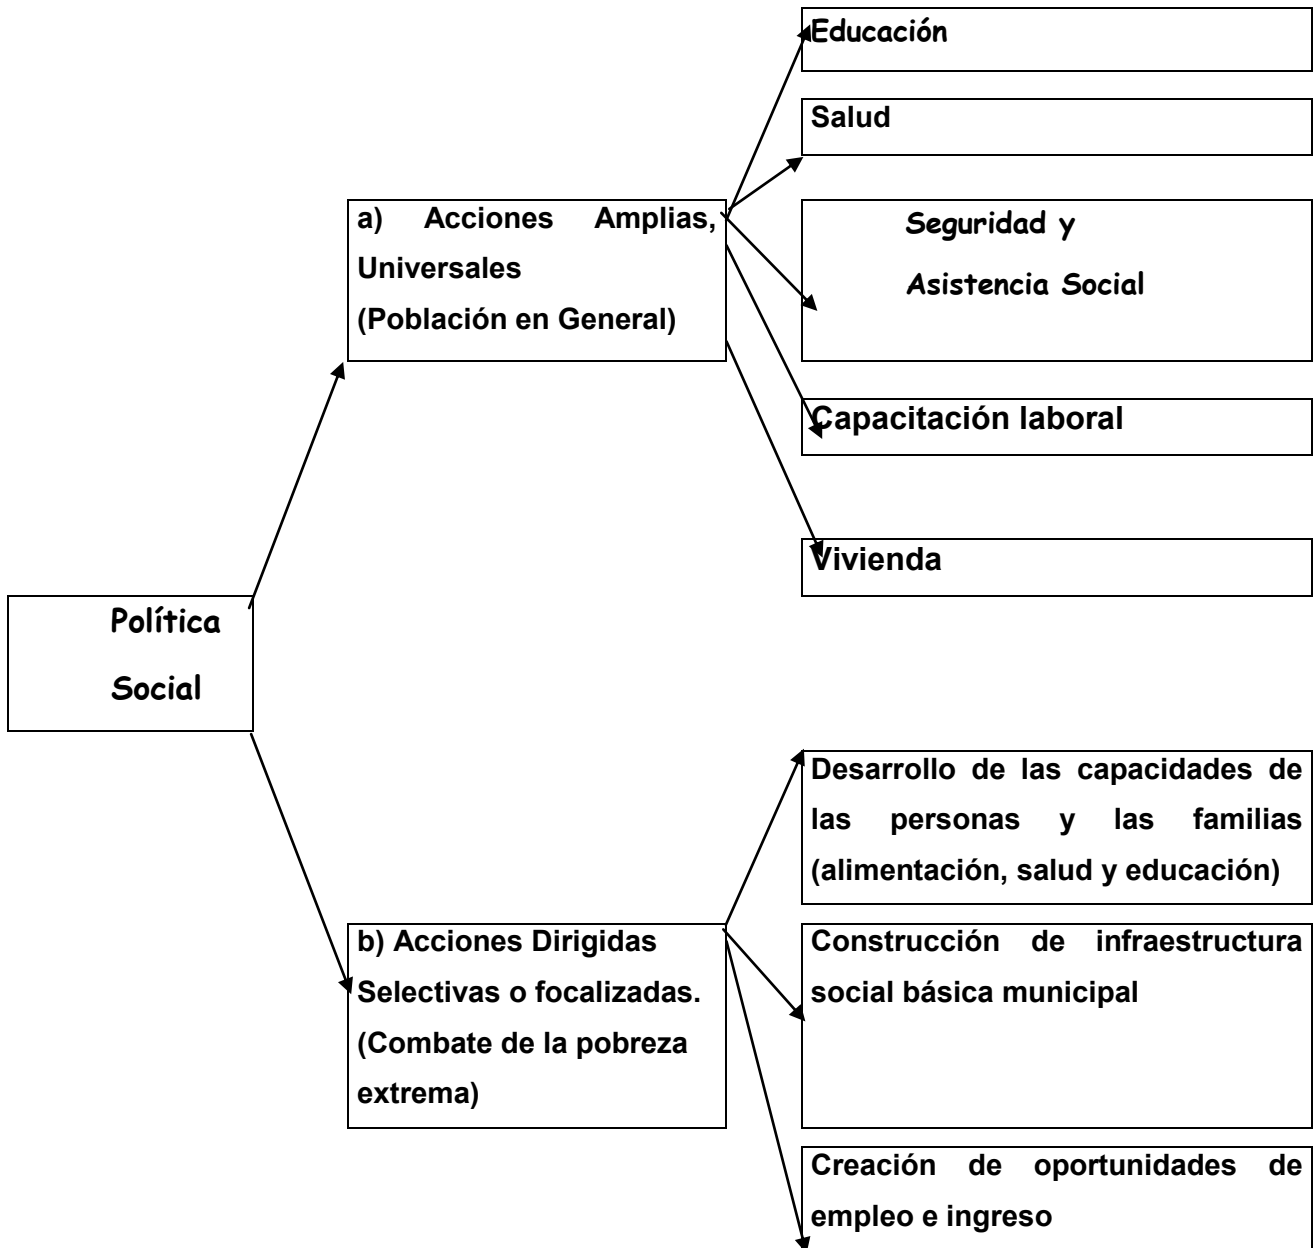 Educación
Salud
a) Acciones Amplias,
Universales
(Población en General)
Seguridad y
Asistencia Social
Capacitación laboral
Vivienda
Política
Social
Desarrollo de las capacidades de
las personas y las familias
(alimentación, salud y educación)
b) Acciones Dirigidas
Selectivas o focalizadas.
(Combate de la pobreza
extrema)
Construcción de infraestructura
social básica municipal
Creación de oportunidades de
empleo e ingreso